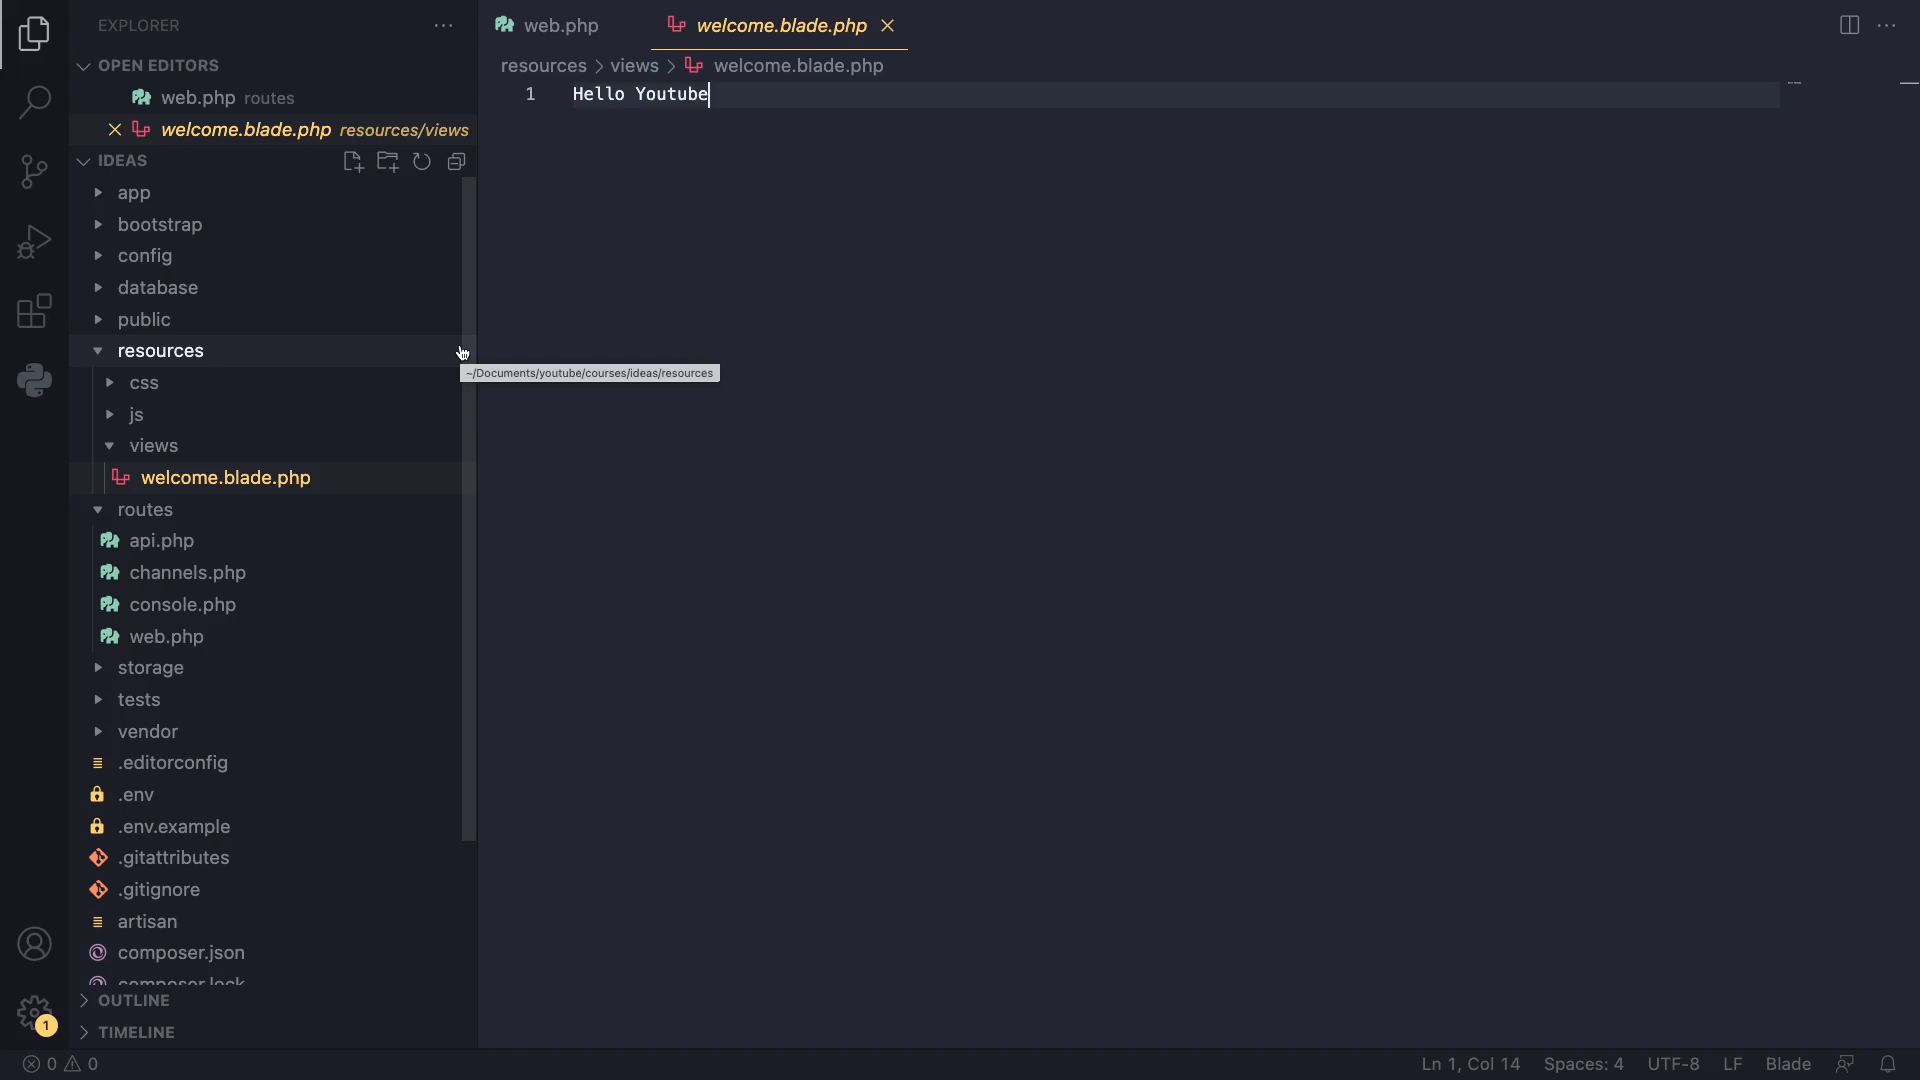 EXPLORER
web.php
welcome.blade.php
OPEN EDITORS
web.php routes
welcome.blade.php resources/views
resources > views > welcome.blade.php
1 Hello Youtube
IDEAS
app
bootstrap
config
database
public
resources
~/Documents/youtube/courses/ideas/resources
css
js
views
welcome.blade.php
routes
api.php
channels.php
console.php
web.php
storage
tests
vendor
.editorconfig
.env
.env.example
.gitattributes
.gitignore
artisan
composer.json
composer.lock
OUTLINE
1
TIMELINE
0 0
Ln 1, Col 14 Spaces: 4 UTF-8 LF Blade